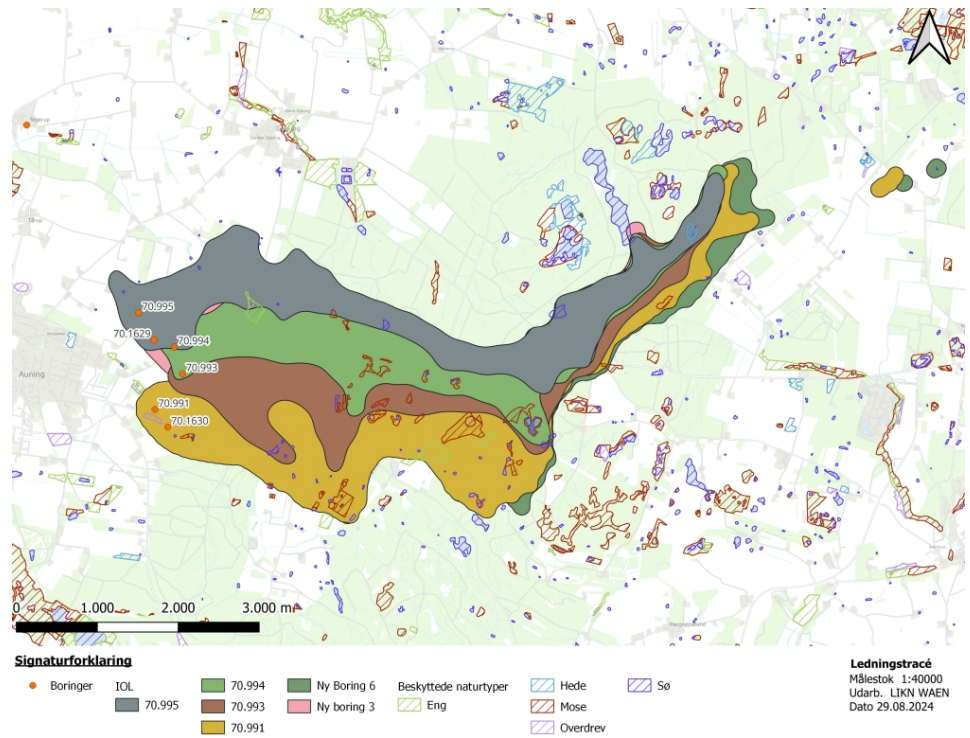 Tårup
Auning
70.995
70.1629
70.994
70.993
70.991
70.1630
0 1.000 2.000 3.000 m
Signaturforklaring
Boringer
IOL
70.995
70.994
70.993
70.991
Ny Boring 6
Ny boring 3
Beskyttede naturtyper
Eng
Hede
Mose
Overdrev
Sø
Ledningstracé
Målestok 1:40000
Udarb. LIKN WAEN
Dato 29.08.2024